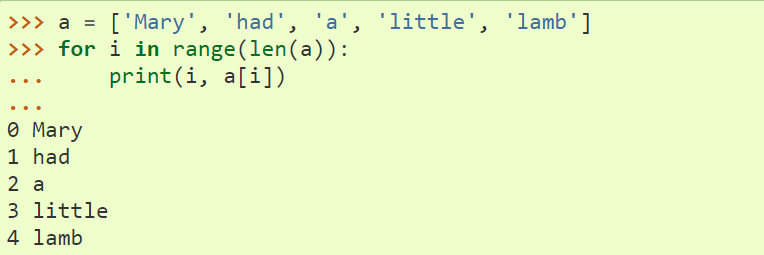 >>> a = ['Mary', 'had', 'a', 'little', 'lamb']
>>> for i in range(len(a)):
...     print(i, a[i])
...
0 Mary
1 had
2 a
3 little
4 lamb